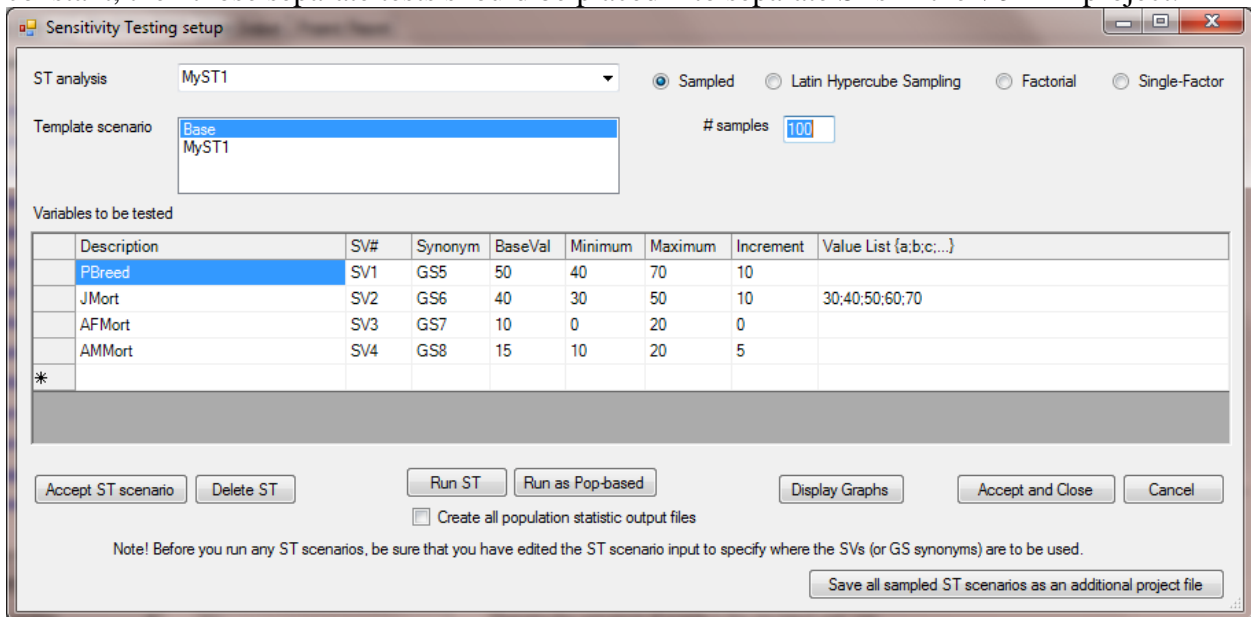 Sensitivity Testing setup
ST analysis MyST1 Sampled Latin Hypercube Sampling Factorial Single-Factor
Template scenario Base # samples 100
MyST1
Variables to be tested
Description SV# Synonym BaseVal Minimum Maximum Increment Value List {a;b;c;...}
PBreed SV1 GS5 50 40 70 10
JMort SV2 GS6 40 30 50 10 30;40;50;60;70
AFMort SV3 GS7 10 0 20 0
AMMort SV4 GS8 15 10 20 5
*
Accept ST scenario Delete ST Run ST Run as Pop-based Display Graphs Accept and Close Cancel
Create all population statistic output files
Note! Before you run any ST scenarios, be sure that you have edited the ST scenario input to specify where the SVs (or GS synonyms) are to be used.
Save all sampled ST scenarios as an additional project file